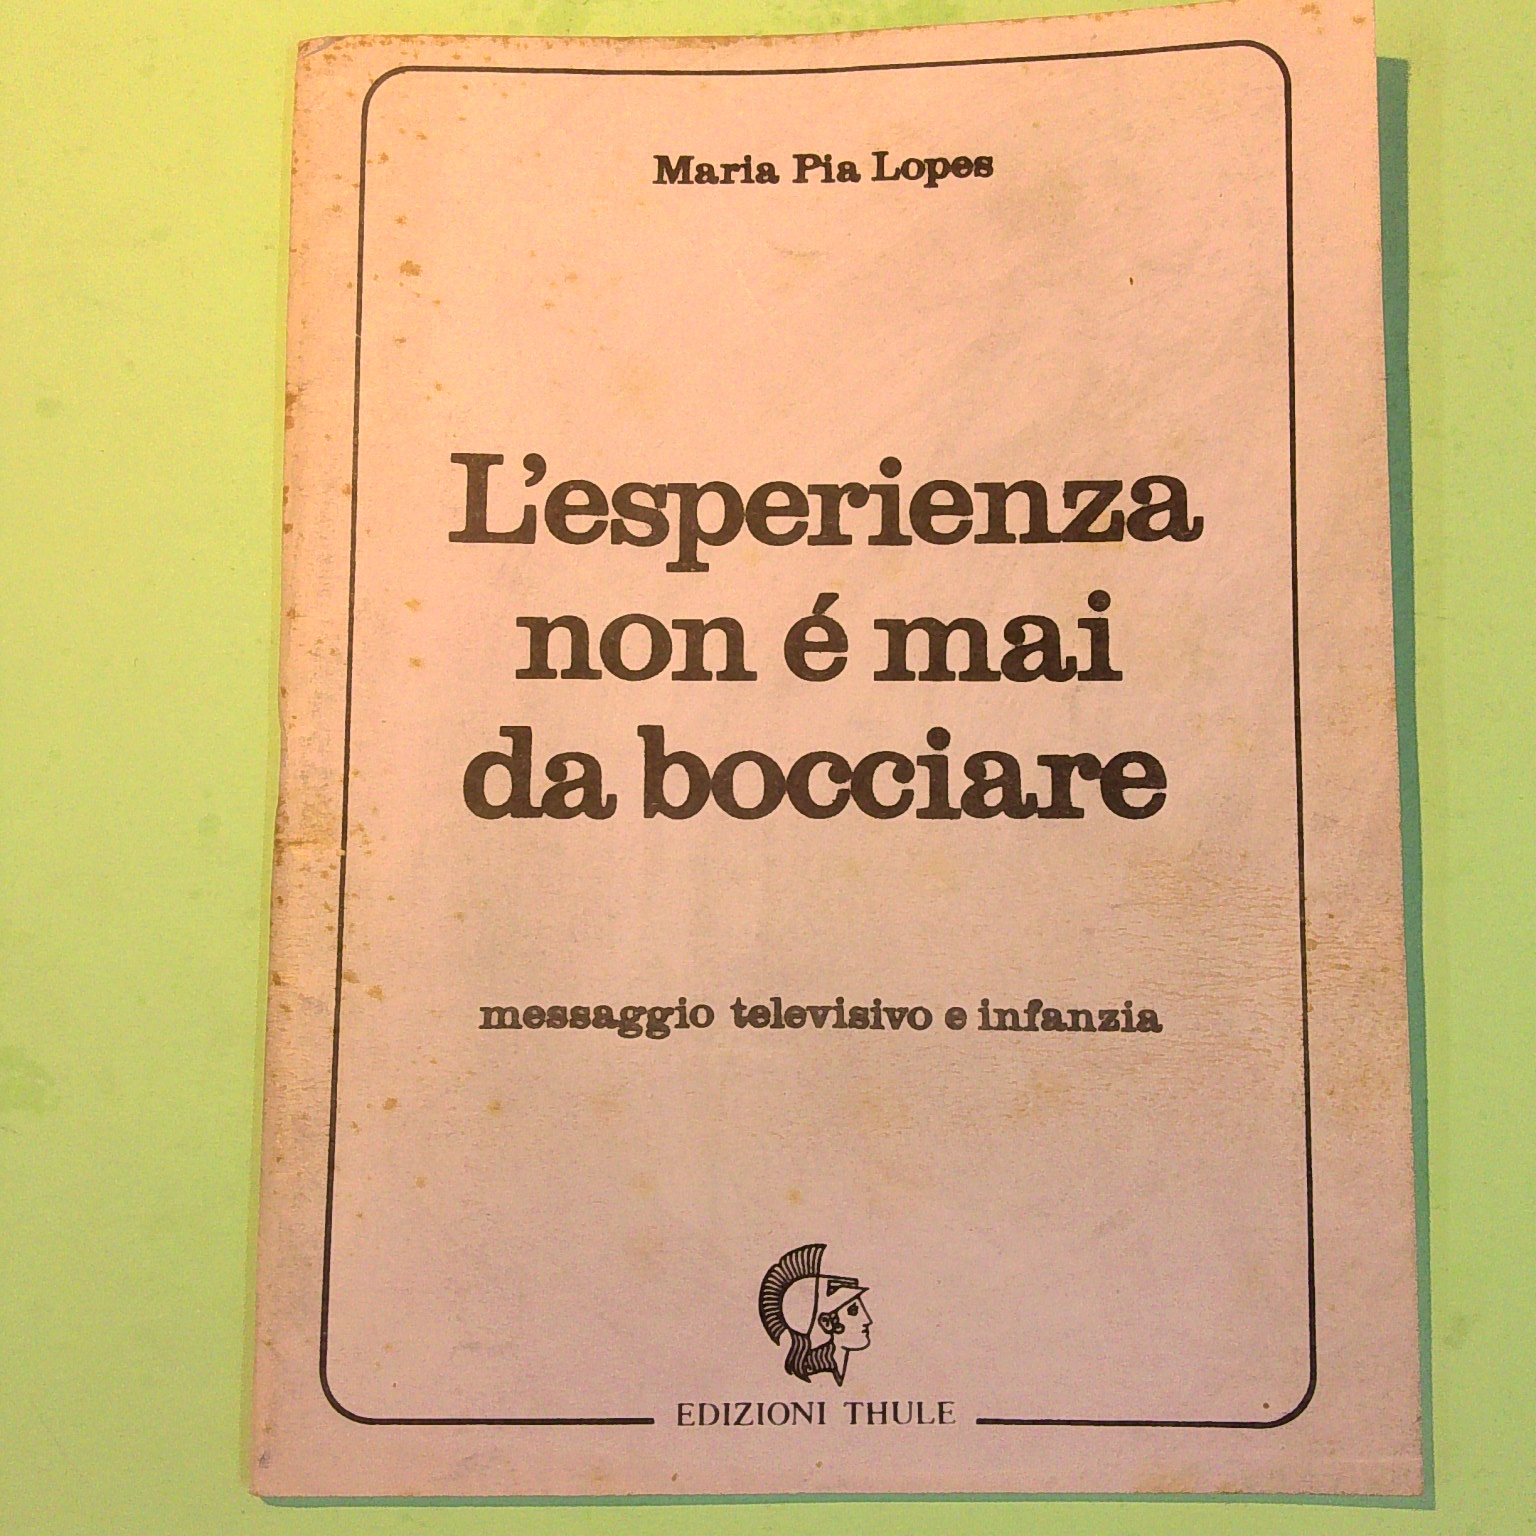 Maria Pia Lopes
L'esperienza
non é mai
da bocciare
messaggio televisivo e infanzia
EDIZIONI THULE